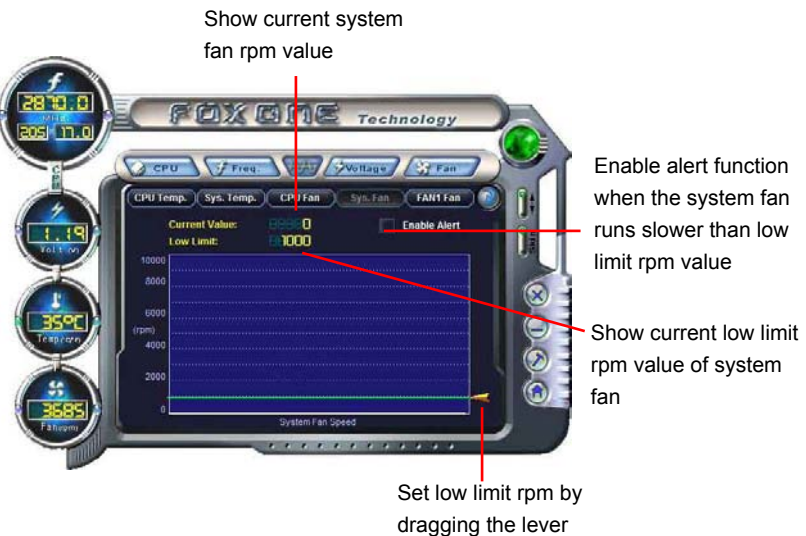 Show current system
fan rpm value
2870.0
MHz
205 17.0
FOX ONE Technology
CPU Freq. Voltage Fan
CPU
CPU Temp. Sys. Temp. CPU Fan Sys. Fan FAN1 Fan
Current Value: 0
Enable Alert
Low Limit: 1000
Enable alert function
when the system fan
runs slower than low
limit rpm value
1.19
Volt(V)
10000
8000
6000
(rpm)
4000
2000
0
System Fan Speed
35°C
3685
Show current low limit
rpm value of system
fan
Set low limit rpm by
dragging the lever